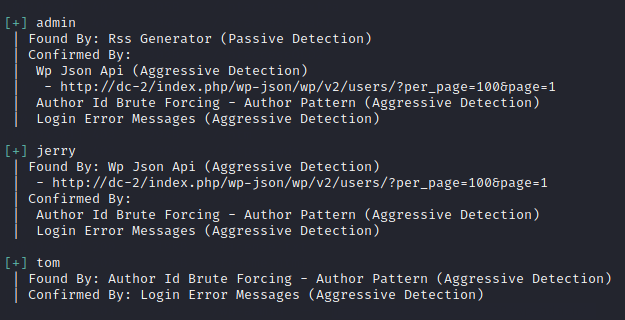 [+] admin
| Found By: Rss Generator (Passive Detection)
| Confirmed By:
|  Wp Json Api (Aggressive Detection)
|   - http://dc-2/index.php/wp-json/wp/v2/users/?per_page=100&page=1
|  Author Id Brute Forcing - Author Pattern (Aggressive Detection)
|  Login Error Messages (Aggressive Detection)
[+] jerry
| Found By: Wp Json Api (Aggressive Detection)
|  - http://dc-2/index.php/wp-json/wp/v2/users/?per_page=100&page=1
| Confirmed By:
|  Author Id Brute Forcing - Author Pattern (Aggressive Detection)
|  Login Error Messages (Aggressive Detection)
[+] tom
| Found By: Author Id Brute Forcing - Author Pattern (Aggressive Detection)
| Confirmed By: Login Error Messages (Aggressive Detection)